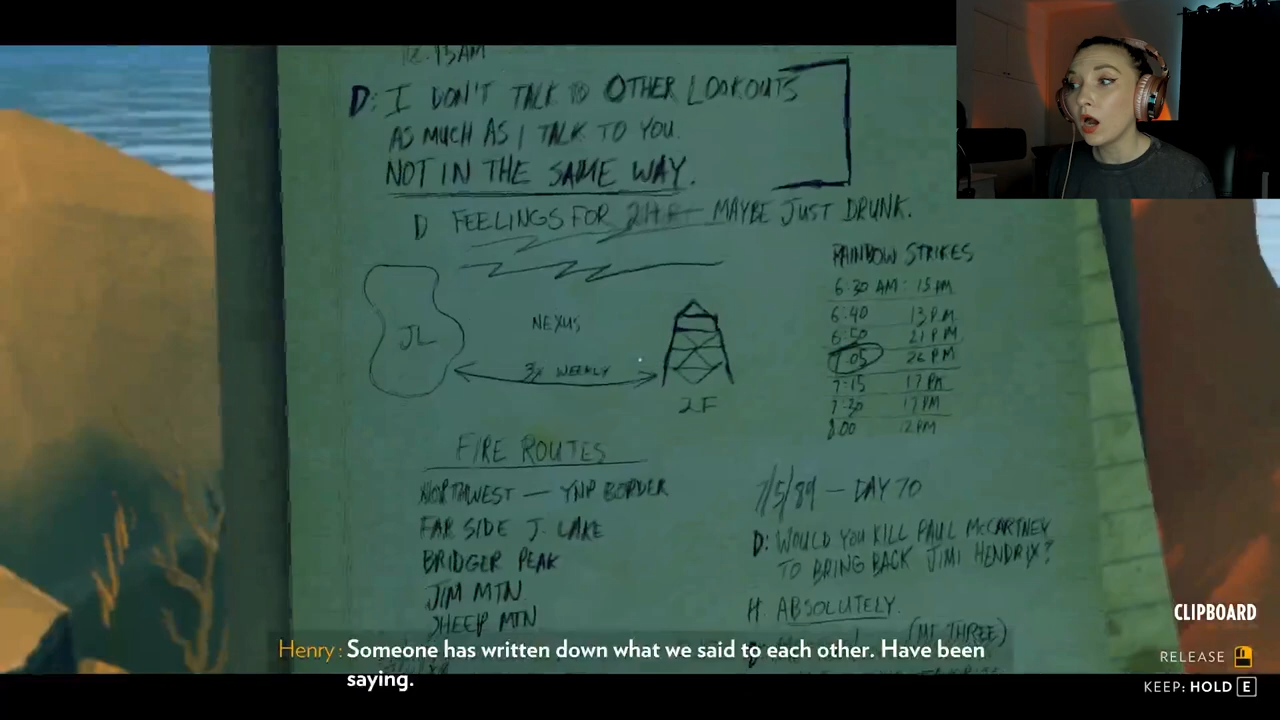 D: I DON'T TALK TO OTHER LOOKOUTS
AS MUCH AS I TALK TO YOU.
NOT IN THE SAME WAY.
D FEELINGS FOR MAYBE JUST DRUNK.
RAINBOW STRIKES
6:30 AM: 15 PM
6:40 13 PM
6:50 21 PM
7:05 26 PM
7:15 17 PM
7:30 17 PM
8:00 12 PM
JL
NEXUS
3X WEEKLY
2F
FIRE ROUTES
NORTHWEST — YNP BORDER
FAR SIDE J. LAKE
BRIDGER PEAK
JIM MTN
SHEEP MTN
7/5/89 — DAY 70
D: WOULD YOU KILL PAUL McCARTNEY
TO BRING BACK JIMI HENDRIX?
H ABSOLUTELY.
THREE)
Henry: Someone has written down what we said to each other. Have been
saying.
CLIPBOARD
RELEASE
KEEP: HOLD E